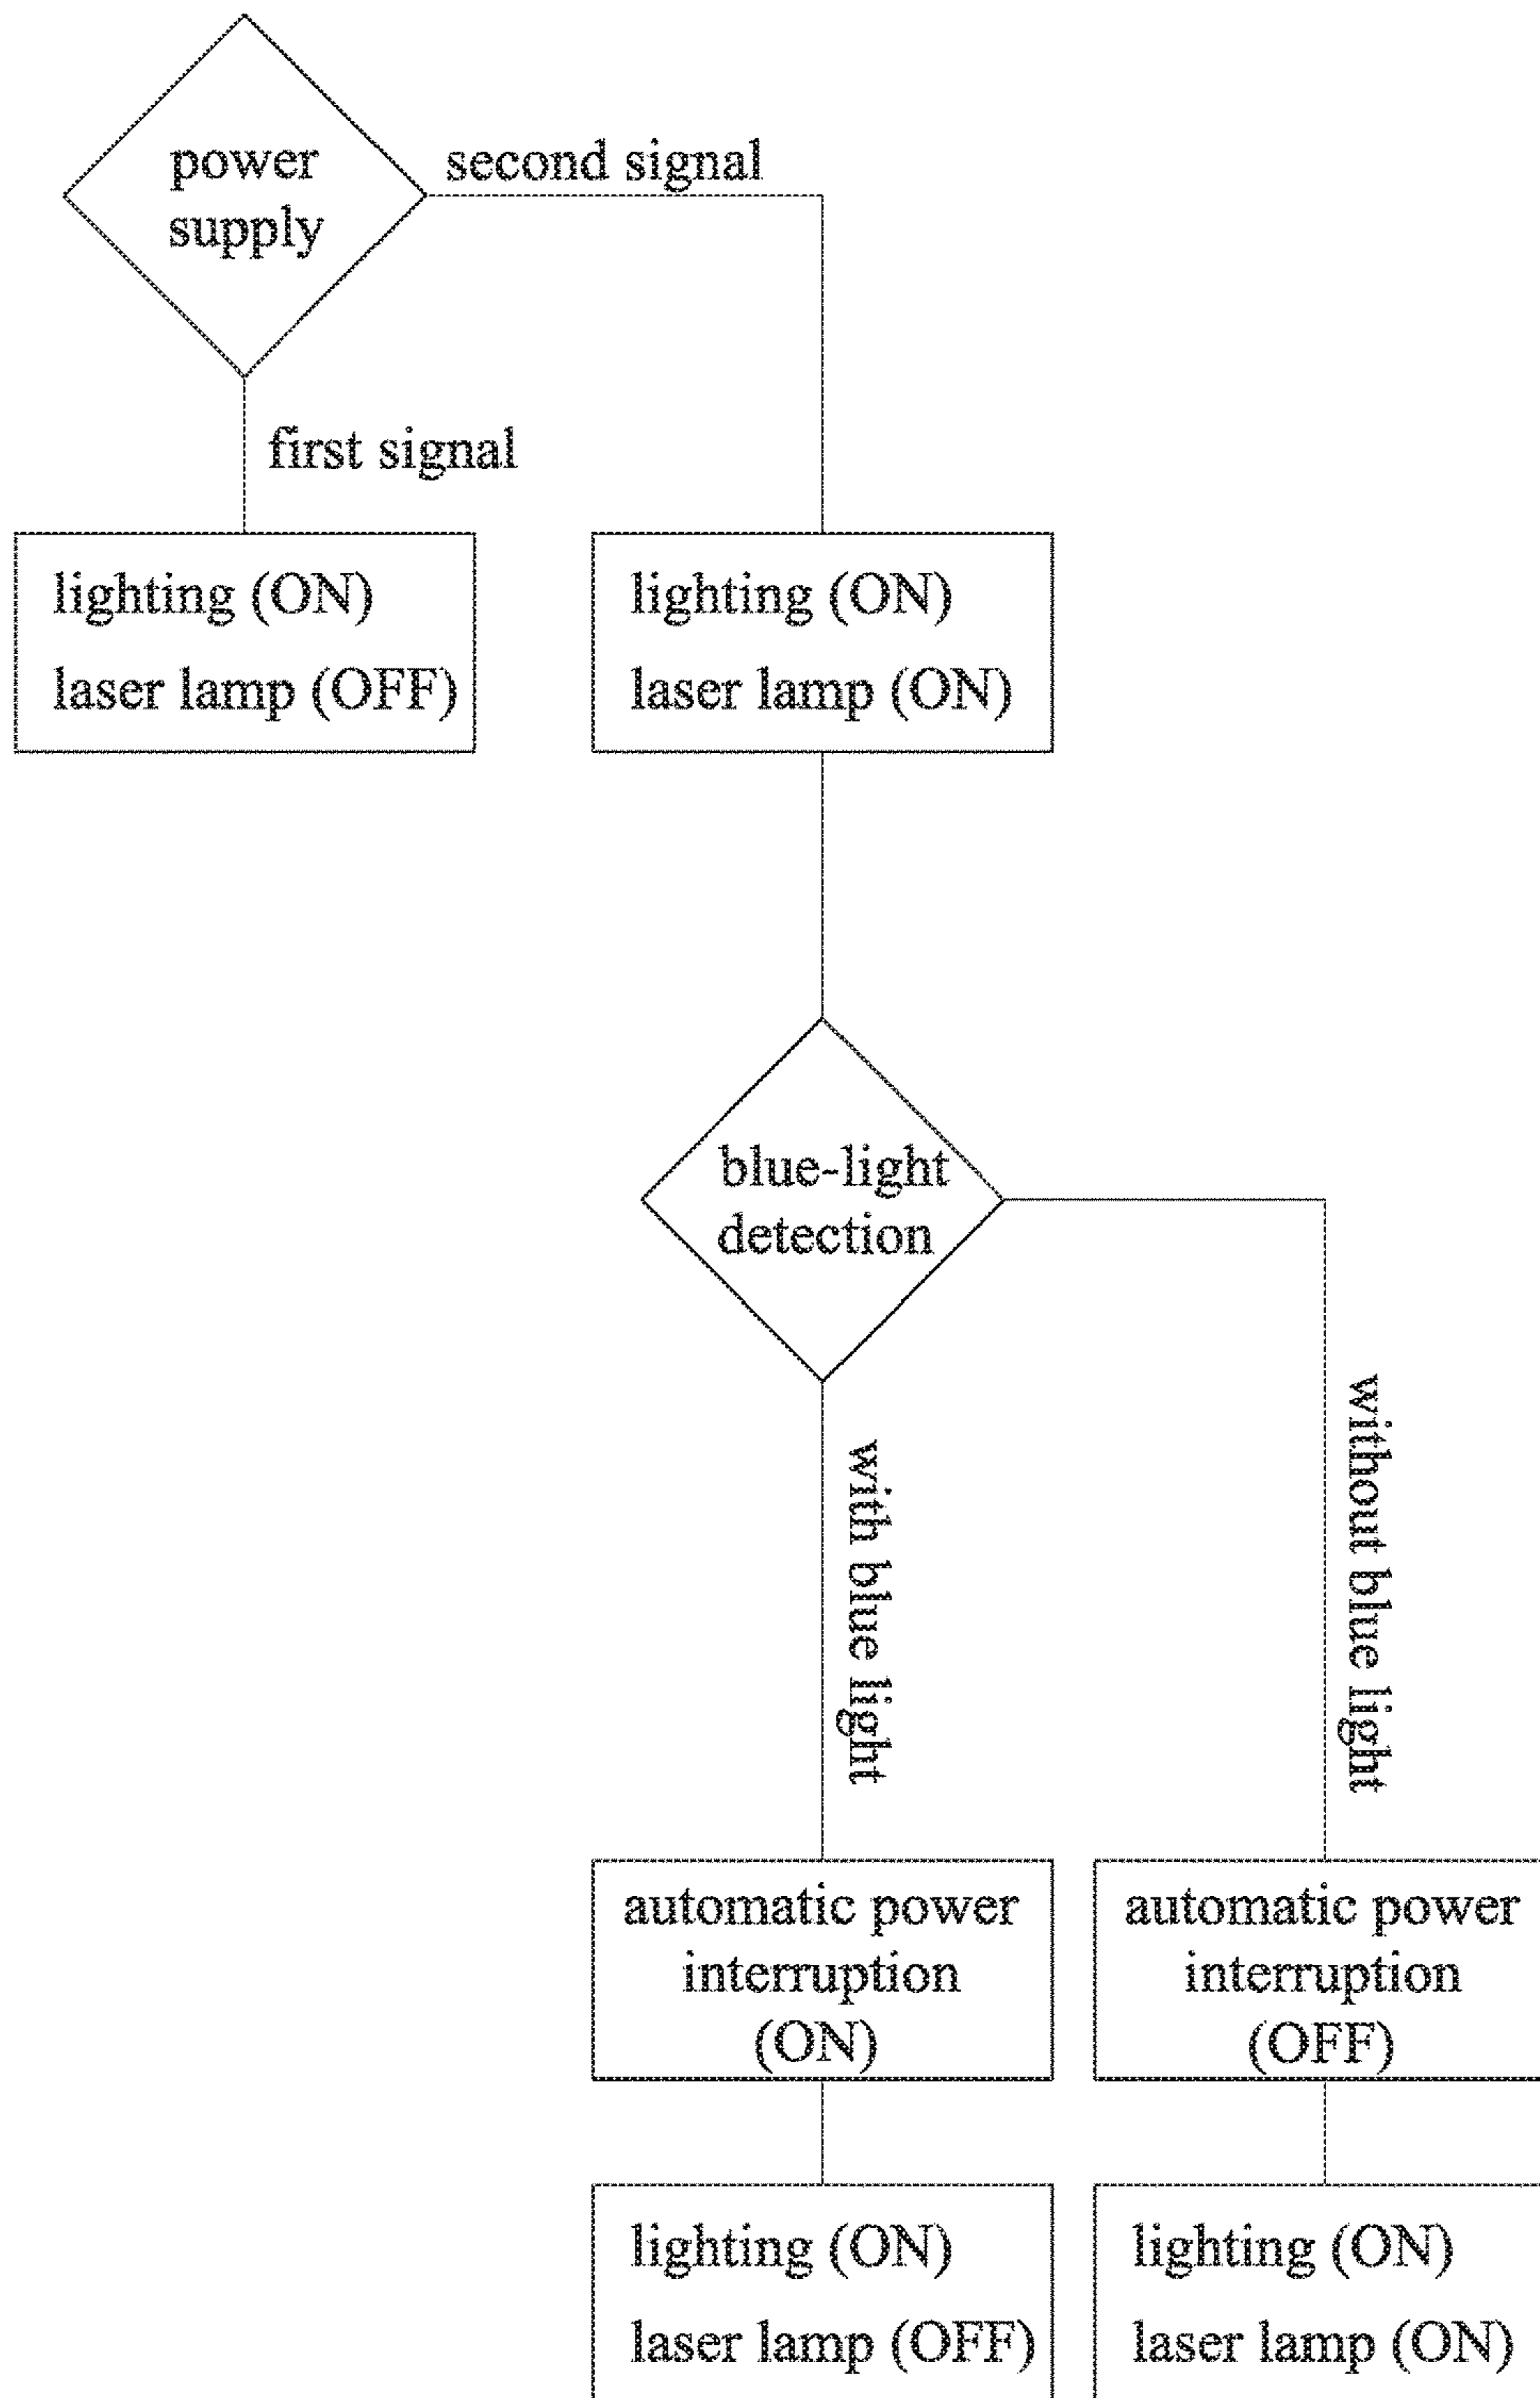 power
supply
second signal
first signal
lighting (ON)
laser lamp (OFF)
lighting (ON)
laser lamp (ON)
blue-light
detection
with blue light
without blue light
automatic power
interruption
(ON)
automatic power
interruption
(OFF)
lighting (ON)
laser lamp (OFF)
lighting (ON)
laser lamp (ON)